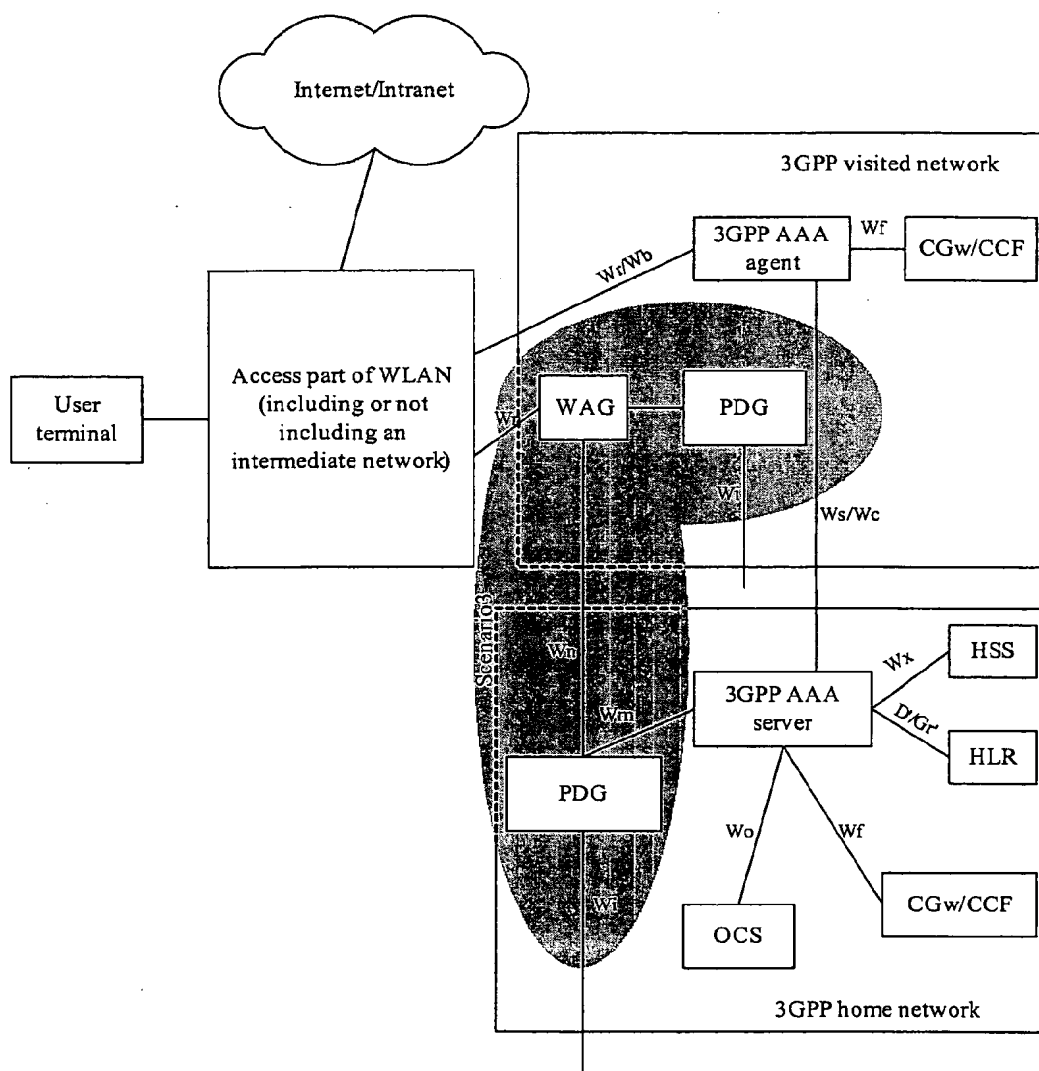 Internet/Intranet
3GPP visited network
3GPP AAA
agent
Wf
CGw/CCF
Wr/Wb
User
terminal
Access part of WLAN
(including or not
including an
intermediate network)
WAG
PDG
Wi
Ws/Wc
Scenario3
Wn
Wm
3GPP AAA
server
Wx
HSS
D'/Gr'
HLR
PDG
Wo
Wf
Wi
OCS
CGw/CCF
3GPP home network